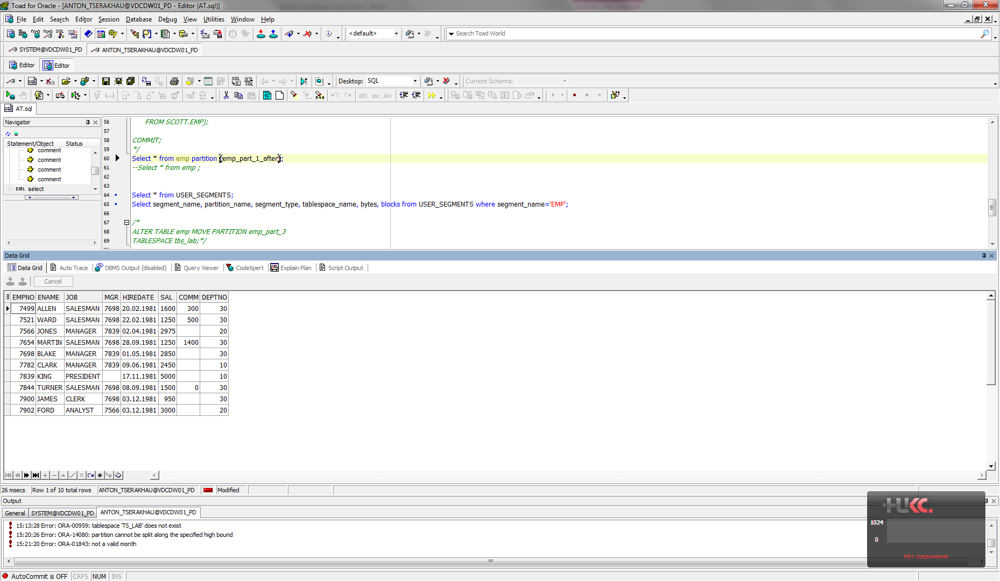 Toad for Oracle - [ANTON_TSERAKHAU@VDCDW01_PD - Editor (AT.sql)]
File Edit Search Editor Session Database Debug View Utilities Window Help
<default> Search Toad World
SYSTEM@VDCDW01_PD ANTON_TSERAKHAU@VDCDW01_PD
Editor Editor
Desktop: SQL Current Schema:
AT.sql
Navigator
Statement/Object Status
comment
comment
comment
comment
DML select
56 FROM SCOTT.EMP);
57
58 COMMIT;
59 */
60 Select * from emp partition (emp_part_1_after);
61 --Select * from emp ;
62
63
64 Select * from USER_SEGMENTS;
65 Select segment_name, partition_name, segment_type, tablespace_name, bytes, blocks from USER_SEGMENTS where segment_name='EMP';
66
67 /*
68 ALTER TABLE emp MOVE PARTITION emp_part_3
69 TABLESPACE tbs_lab;*/
Data Grid
Data Grid Auto Trace DBMS Output (disabled) Query Viewer CodeXpert Explain Plan Script Output
Cancel
EMPNO ENAME JOB MGR HIREDATE SAL COMM DEPTNO
7499 ALLEN SALESMAN 7698 20.02.1981 1600 300 30
7521 WARD SALESMAN 7698 22.02.1981 1250 500 30
7566 JONES MANAGER 7839 02.04.1981 2975 20
7654 MARTIN SALESMAN 7698 28.09.1981 1250 1400 30
7698 BLAKE MANAGER 7839 01.05.1981 2850 30
7782 CLARK MANAGER 7839 09.06.1981 2450 10
7839 KING PRESIDENT 17.11.1981 5000 10
7844 TURNER SALESMAN 7698 08.09.1981 1500 0 30
7900 JAMES CLERK 7698 03.12.1981 950 30
7902 FORD ANALYST 7566 03.12.1981 3000 20
26 msecs Row 1 of 10 total rows ANTON_TSERAKHAU@VDCDW01_PD Modified
Output
General SYSTEM@VDCDW01_PD ANTON_TSERAKHAU@VDCDW01_PD
15:13:28 Error: ORA-00959: tablespace 'TS_LAB' does not exist
15:20:26 Error: ORA-14080: partition cannot be split along the specified high bound
15:21:20 Error: ORA-01843: not a valid month
1024
0
Нет соединения
AutoCommit is OFF CAPS NUM INS